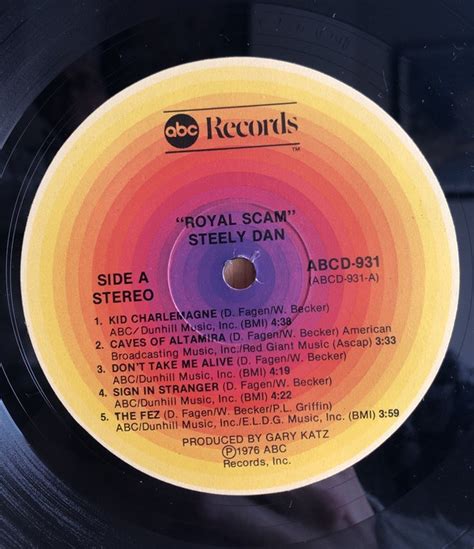 abc Records
TM
"ROYAL SCAM"
STEELY DAN
SIDE A
STEREO
ABCD-931
(ABCD-931-A)
1. KID CHARLEMAGNE (D. Fagen/W. Becker)
ABC/Dunhill Music, Inc. (BMI) 4:38
2. CAVES OF ALTAMIRA (D. Fagen/W. Becker) American
Broadcasting Music, Inc./Red Giant Music (Ascap) 3:33
3. DON'T TAKE ME ALIVE (D. Fagen/W. Becker)
ABC/Dunhill Music, Inc. (BMI) 4:19
4. SIGN IN STRANGER (D. Fagen/W. Becker)
ABC/Dunhill Music, Inc. (BMI) 4:22
5. THE FEZ (D. Fagen/W. Becker/P.L. Griffin)
ABC/Dunhill Music, Inc./E.L.D.G. Music, Inc. (BMI) 3:59
PRODUCED BY GARY KATZ
Ⓟ1976 ABC
Records, Inc.